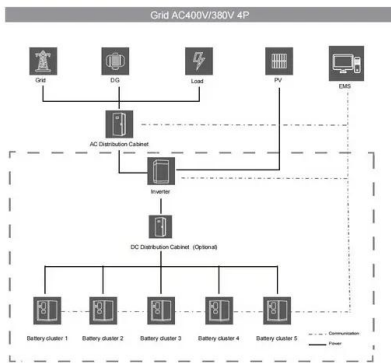 Grid AC400V/380V 4P
Grid
DG
Load
PV
EMS
AC Distribution Cabinet
Inverter
DC Distribution Cabinet (Optional)
Battery cluster 1
Battery cluster 2
Battery cluster 3
Battery cluster 4
Battery cluster 5
Communication
Power